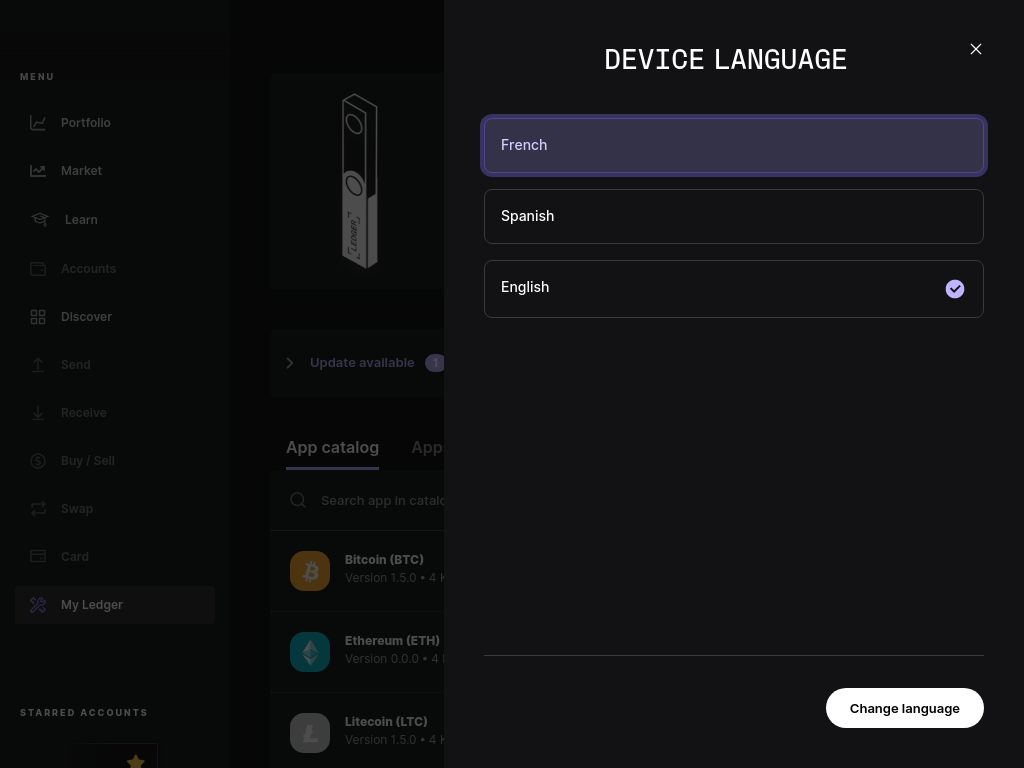 MENU
Portfolio
Market
Learn
Accounts
Discover
Send
Receive
Buy / Sell
Swap
Card
My Ledger
STARRED ACCOUNTS
LEDGER
Update available 1
App catalog App
Search app in catalo
Bitcoin (BTC)
Version 1.5.0 • 4 K
Ethereum (ETH)
Version 0.0.0 • 4
Litecoin (LTC)
Version 1.5.0 • 4 K
DEVICE LANGUAGE
French
Spanish
English
Change language